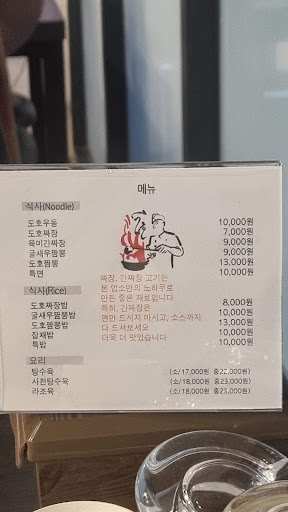 메뉴
식사(Noodle)
도호우동 10,000원
도호짜장 7,000원
육미간짜장 9,000원
굴새우짬뽕 9,000원
도호짬뽕 13,000원
특면 10,000원
짜장, 간짜장 고기는
본 업소만의 노하우로
만든 좋은 재료입니다
특히, 간짜장은
면만 드시지 마시고, 소스까지
다 드셔보세요
더욱 더 맛있습니다
식사(Rice)
도호짜장밥 8,000원
굴새우짬뽕밥 10,000원
도호짬뽕밥 13,000원
잡채밥 10,000원
특밥 10,000원
요리
탕수육 (소/17,000원 중22,000원)
사천탕수육 (소/18,000원 중23,000원)
라조육 (소/18,000원 중23,000원)